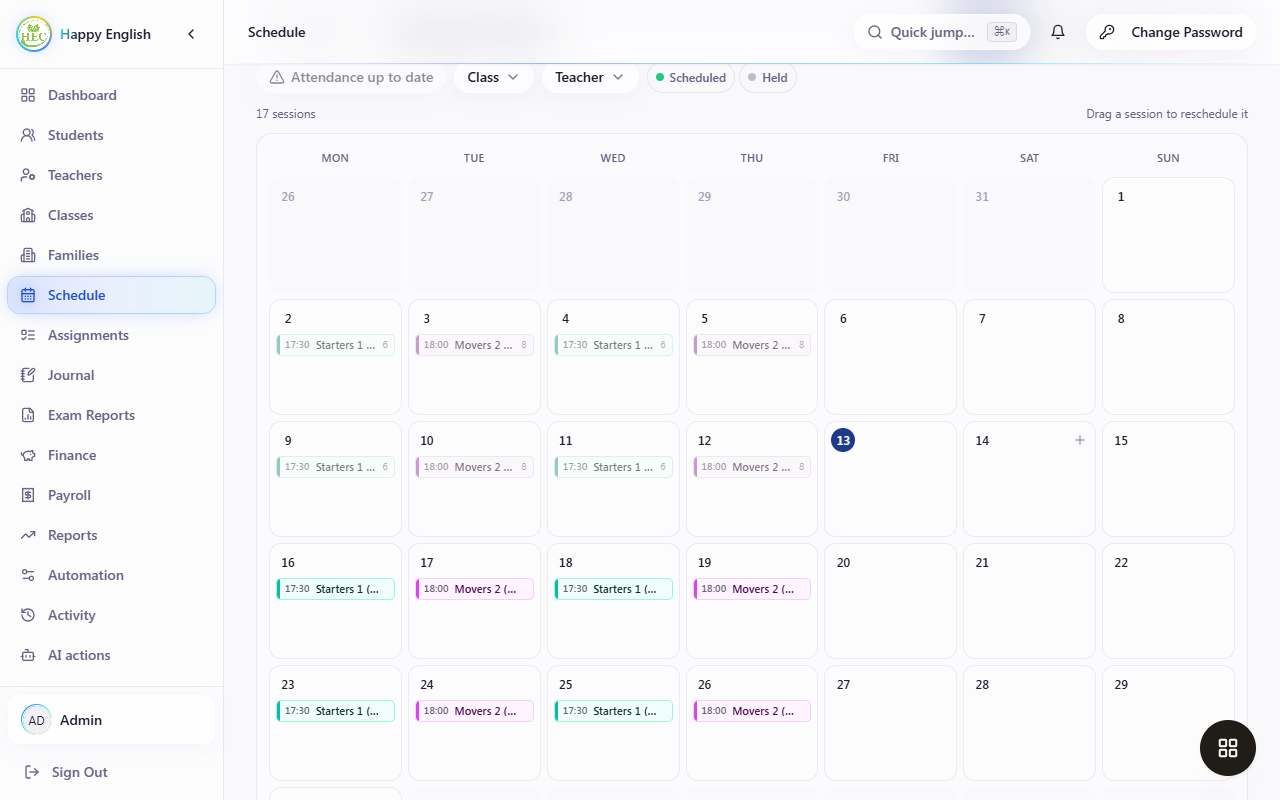 HEC
Happy English
Schedule
Quick jump...
⌘K
Change Password
Dashboard
Students
Teachers
Classes
Families
Schedule
Assignments
Journal
Exam Reports
Finance
Payroll
Reports
Automation
Activity
AI actions
AD
Admin
Sign Out
Attendance up to date
Class
Teacher
Scheduled
Held
17 sessions
Drag a session to reschedule it
MON TUE WED THU FRI SAT SUN
26 27 28 29 30 31 1
2 3 4 5 6 7 8
17:30 Starters 1 ... 6
18:00 Movers 2 ... 8
17:30 Starters 1 ... 6
18:00 Movers 2 ... 8
9 10 11 12 13 14 15
17:30 Starters 1 ... 6
18:00 Movers 2 ... 8
17:30 Starters 1 ... 6
18:00 Movers 2 ... 8
16 17 18 19 20 21 22
17:30 Starters 1 (...
18:00 Movers 2 (...
17:30 Starters 1 (...
18:00 Movers 2 (...
23 24 25 26 27 28 29
17:30 Starters 1 (...
18:00 Movers 2 (...
17:30 Starters 1 (...
18:00 Movers 2 (...